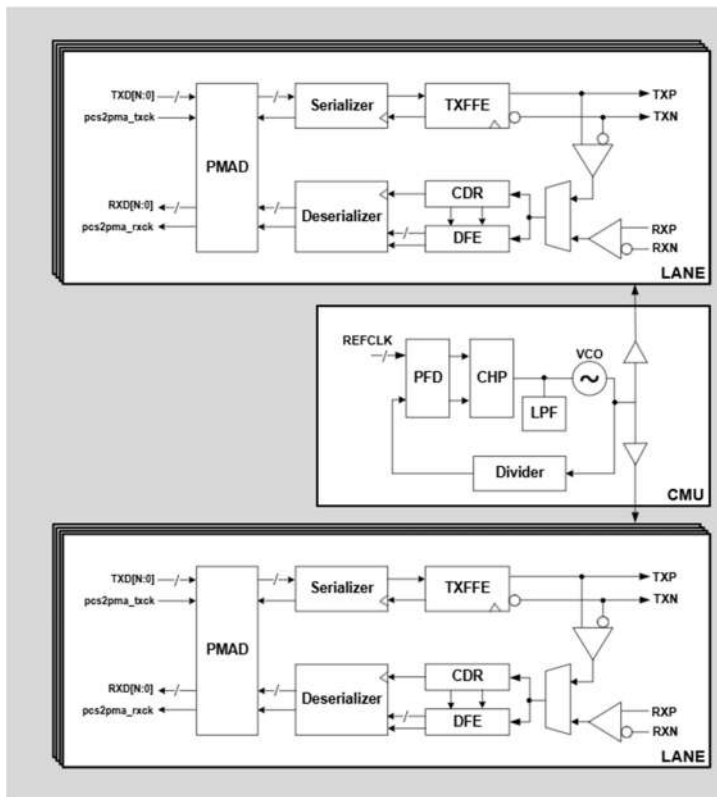 TXD[N:0]
pcs2pma_txck
PMAD
Serializer
TXFFE
TXP
TXN
RXD[N:0]
pcs2pma_rxck
Deserializer
CDR
DFE
RXP
RXN
LANE
REFCLK
PFD
CHP
VCO
LPF
Divider
CMU
TXD[N:0]
pcs2pma_txck
PMAD
Serializer
TXFFE
TXP
TXN
RXD[N:0]
pcs2pma_rxck
Deserializer
CDR
DFE
RXP
RXN
LANE